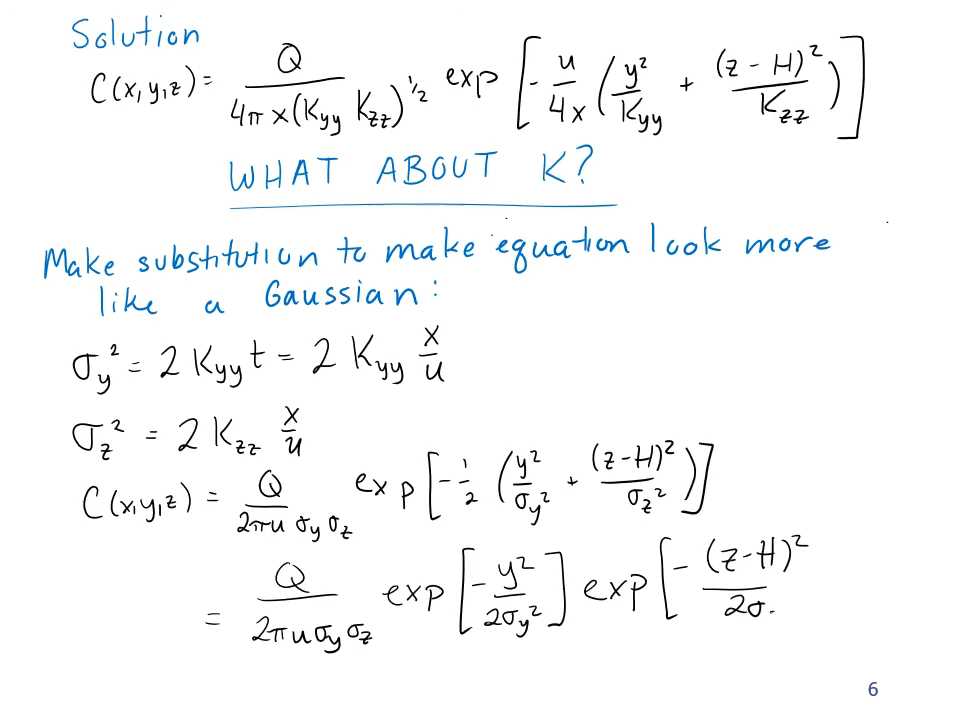 Solution
C(x,y,z) = Q / 4π x (Kyy Kzz)^1/2 exp [ - u/4x ( y²/Kyy + (z - H)²/Kzz ) ]
WHAT ABOUT K?
Make substitution to make equation look more
like a Gaussian:
σy² = 2 Kyy t = 2 Kyy x/u
σz² = 2 Kzz x/u
C(x,y,z) = Q / 2πu σy σz exp [ - 1/2 ( y²/σy² + (z-H)²/σz² ) ]
= Q / 2πu σy σz exp [ - y²/2σy² ] exp [ - (z-H)²/2σ.
6